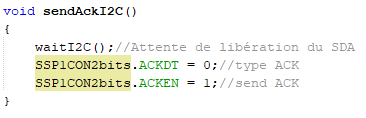 void sendAckI2C()
{
waitI2C();//Attente de libération du SDA
SSP1CON2bits.ACKDT = 0;//type ACK
SSP1CON2bits.ACKEN = 1;//send ACK
}